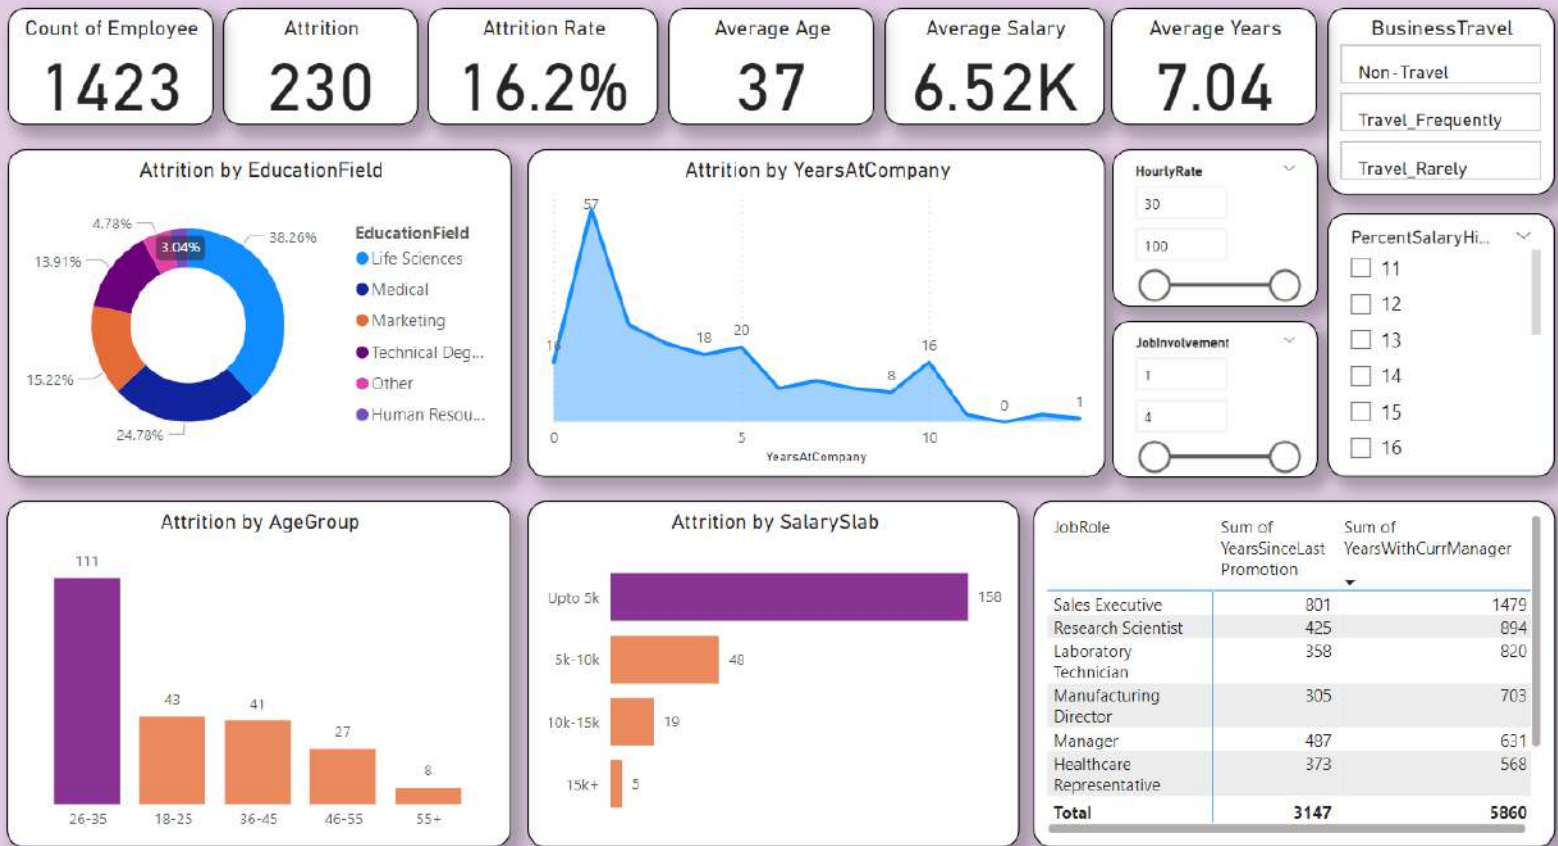 Count of Employee
1423
Attrition
230
Attrition Rate
16.2%
Average Age
37
Average Salary
6.52K
Average Years
7.04
BusinessTravel
Non-Travel
Travel_Frequently
Travel_Rarely
Attrition by EducationField
4.78%
3.04%
38.26%
13.91%
15.22%
24.78%
EducationField
Life Sciences
Medical
Marketing
Technical Deg...
Other
Human Resou...
Attrition by YearsAtCompany
57
16
18
20
8
16
0
1
0
5
10
YearsAtCompany
HourlyRate
30
100
JobInvolvement
1
4
PercentSalaryHi...
11
12
13
14
15
16
Attrition by AgeGroup
111
43
41
27
8
26-35
18-25
36-45
46-55
55+
Attrition by SalarySlab
Upto 5k
158
5k-10k
48
10k-15k
19
15k+
5
JobRole
Sum of
YearsSinceLast
Promotion
Sum of
YearsWithCurrManager
Sales Executive 801 1479
Research Scientist 425 894
Laboratory 358 820
Technician
Manufacturing 305 703
Director
Manager 487 631
Healthcare 373 568
Representative
Total 3147 5860